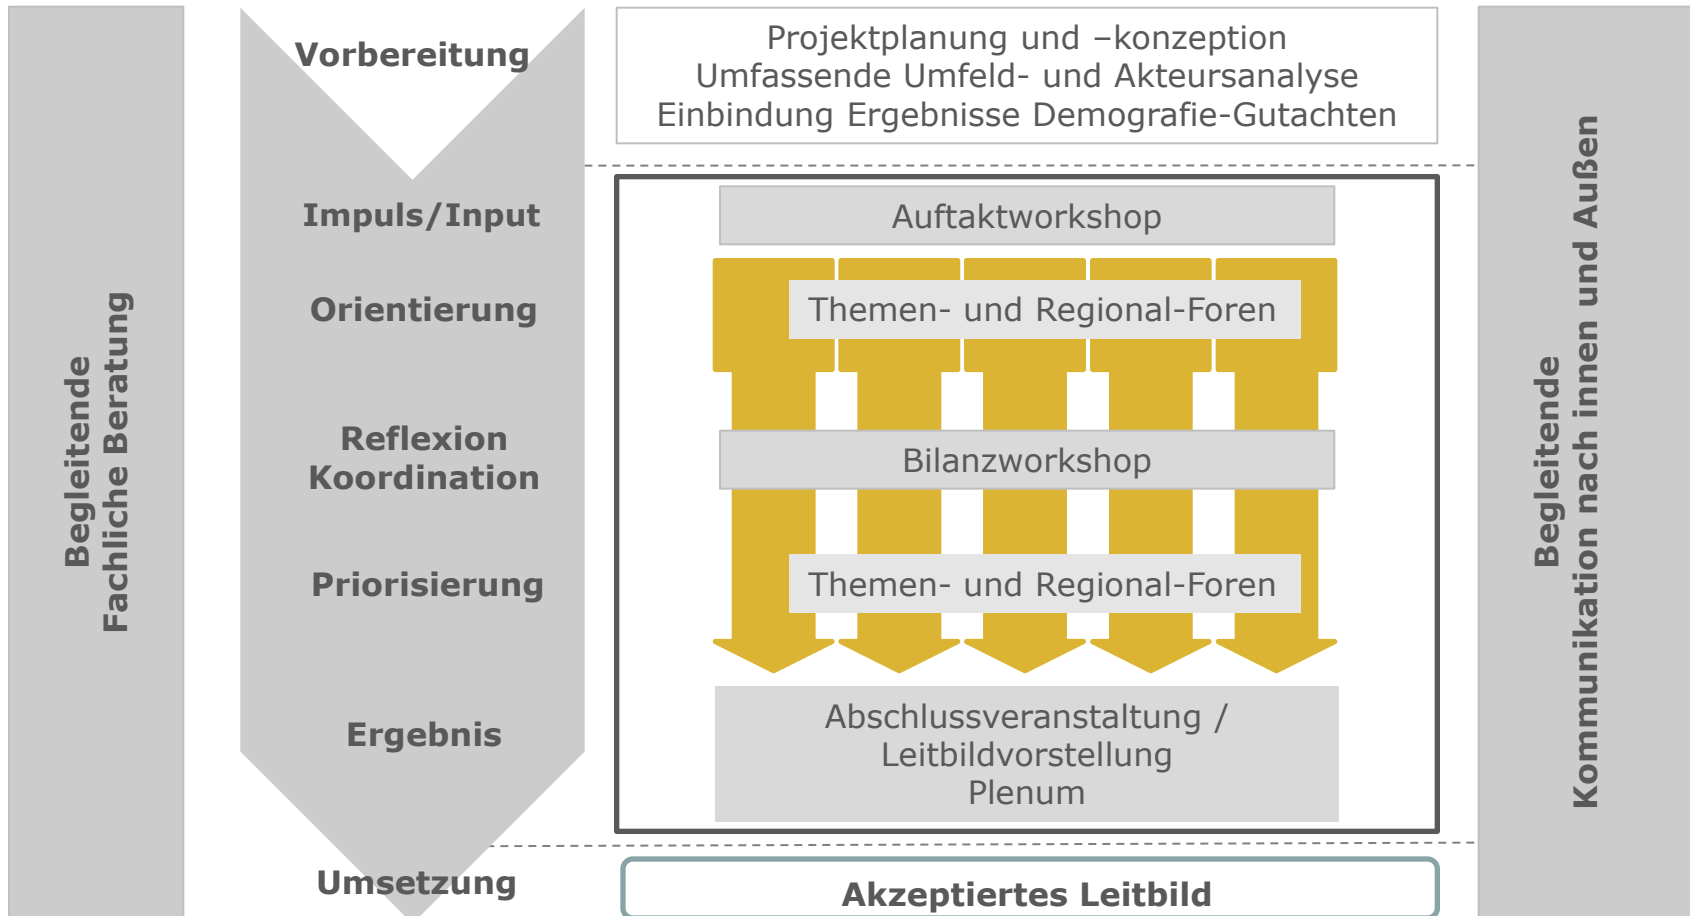 Begleitende
Fachliche Beratung
Vorbereitung
Projektplanung und –konzeption
Umfassende Umfeld- und Akteursanalyse
Einbindung Ergebnisse Demografie-Gutachten
Impuls/Input
Auftaktworkshop
Orientierung
Themen- und Regional-Foren
Reflexion
Koordination
Bilanzworkshop
Priorisierung
Themen- und Regional-Foren
Ergebnis
Abschlussveranstaltung /
Leitbildvorstellung
Plenum
Umsetzung
Akzeptiertes Leitbild
Begleitende
Kommunikation nach innen und Außen